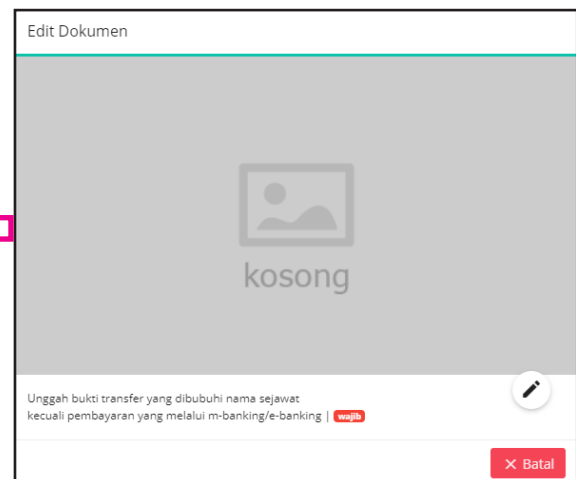 Edit Dokumen
kosong
Unggah bukti transfer yang dibubuhi nama sejawat
kecuali pembayaran yang melalui m-banking/e-banking | wajib
× Batal